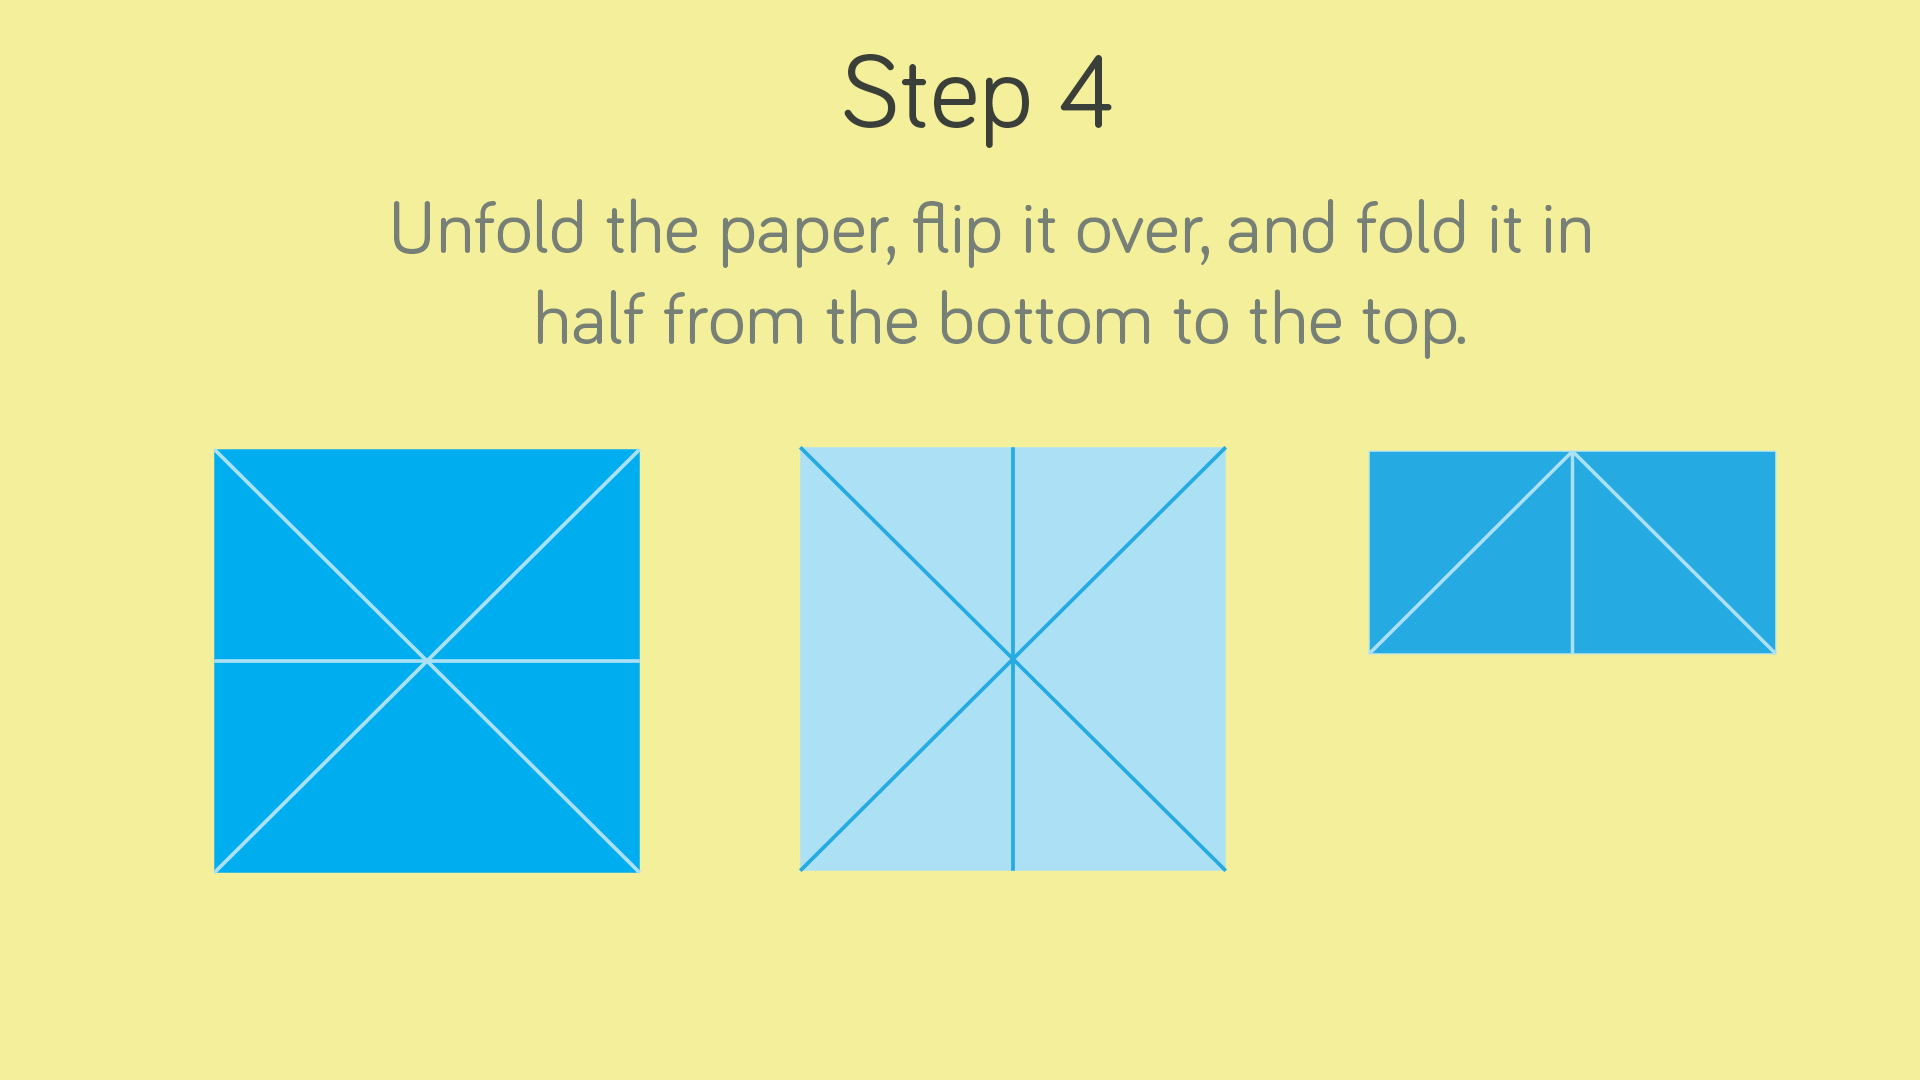 Step 4
Unfold the paper, flip it over, and fold it in
half from the bottom to the top.